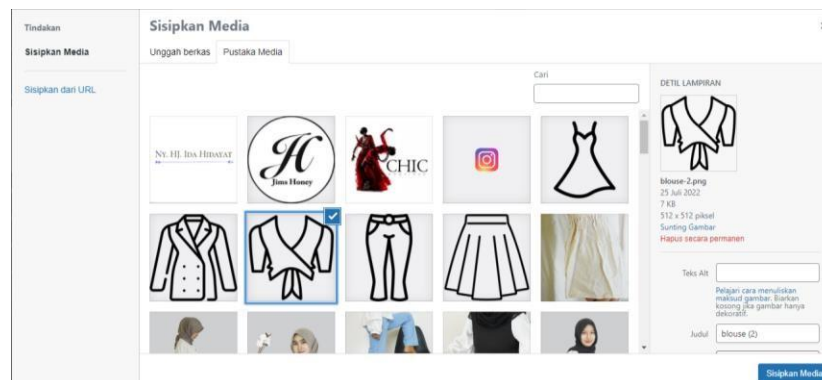 Tindakan
Sisipkan Media
Sisipkan dari URL
Sisipkan Media
Unggah berkas
Pustaka Media
Cari
NY. HJ. IDA HIDAYAT
H
Jims Honey
CHIC
DETIL LAMPIRAN
blouse-2.png
25 Juli 2022
7 KB
512 x 512 piksel
Sunting Gambar
Hapus secara permanen
Teks Alt
Pelajari cara menuliskan
maksud gambar. Biarkan
kosong jika gambar hanya
dekoratif.
Judul
blouse (2)
Sisipkan Media